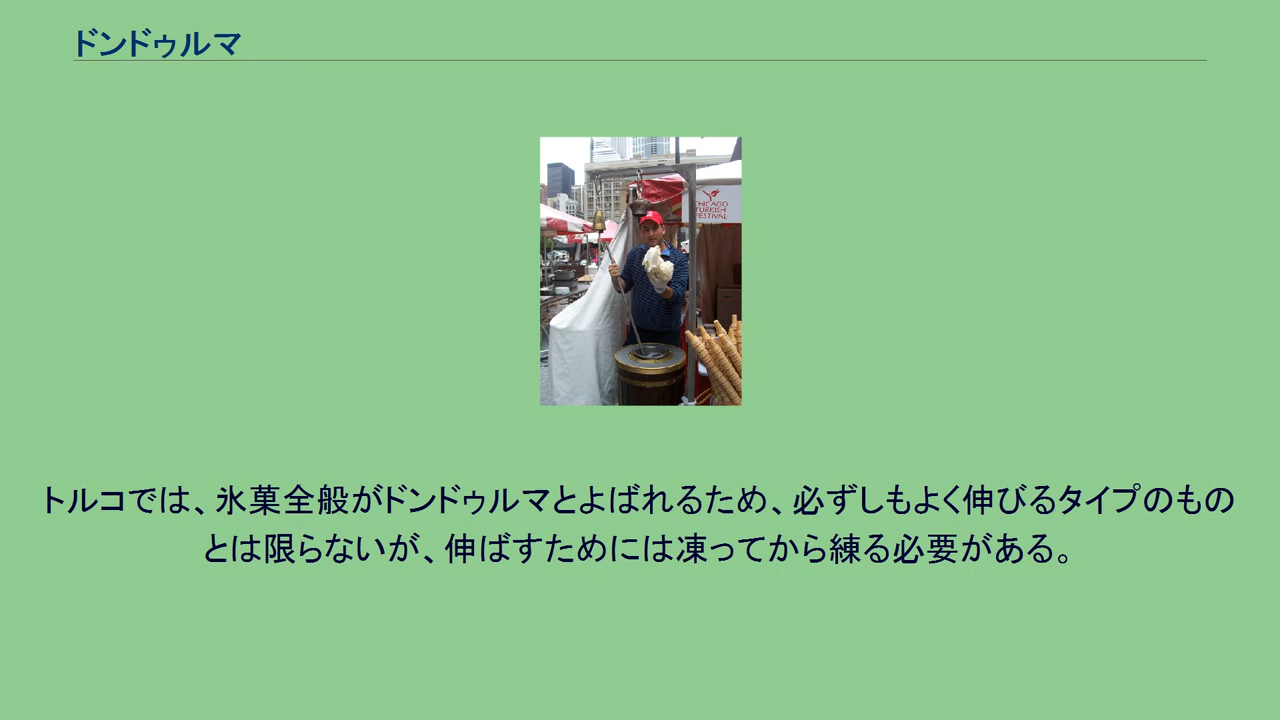 ドンドゥルマ
CHICAGO
TURKISH
FESTIVAL
トルコでは、氷菓全般がドンドゥルマとよばれるため、必ずしもよく伸びるタイプのもの
とは限らないが、伸ばすためには凍ってから練る必要がある。